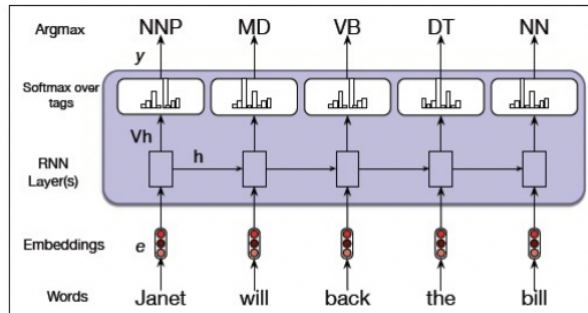 Argmax NNP MD VB DT NN
y
Softmax over
tags
Vh
RNN
Layer(s)
h
Embeddings e
Words Janet will back the bill